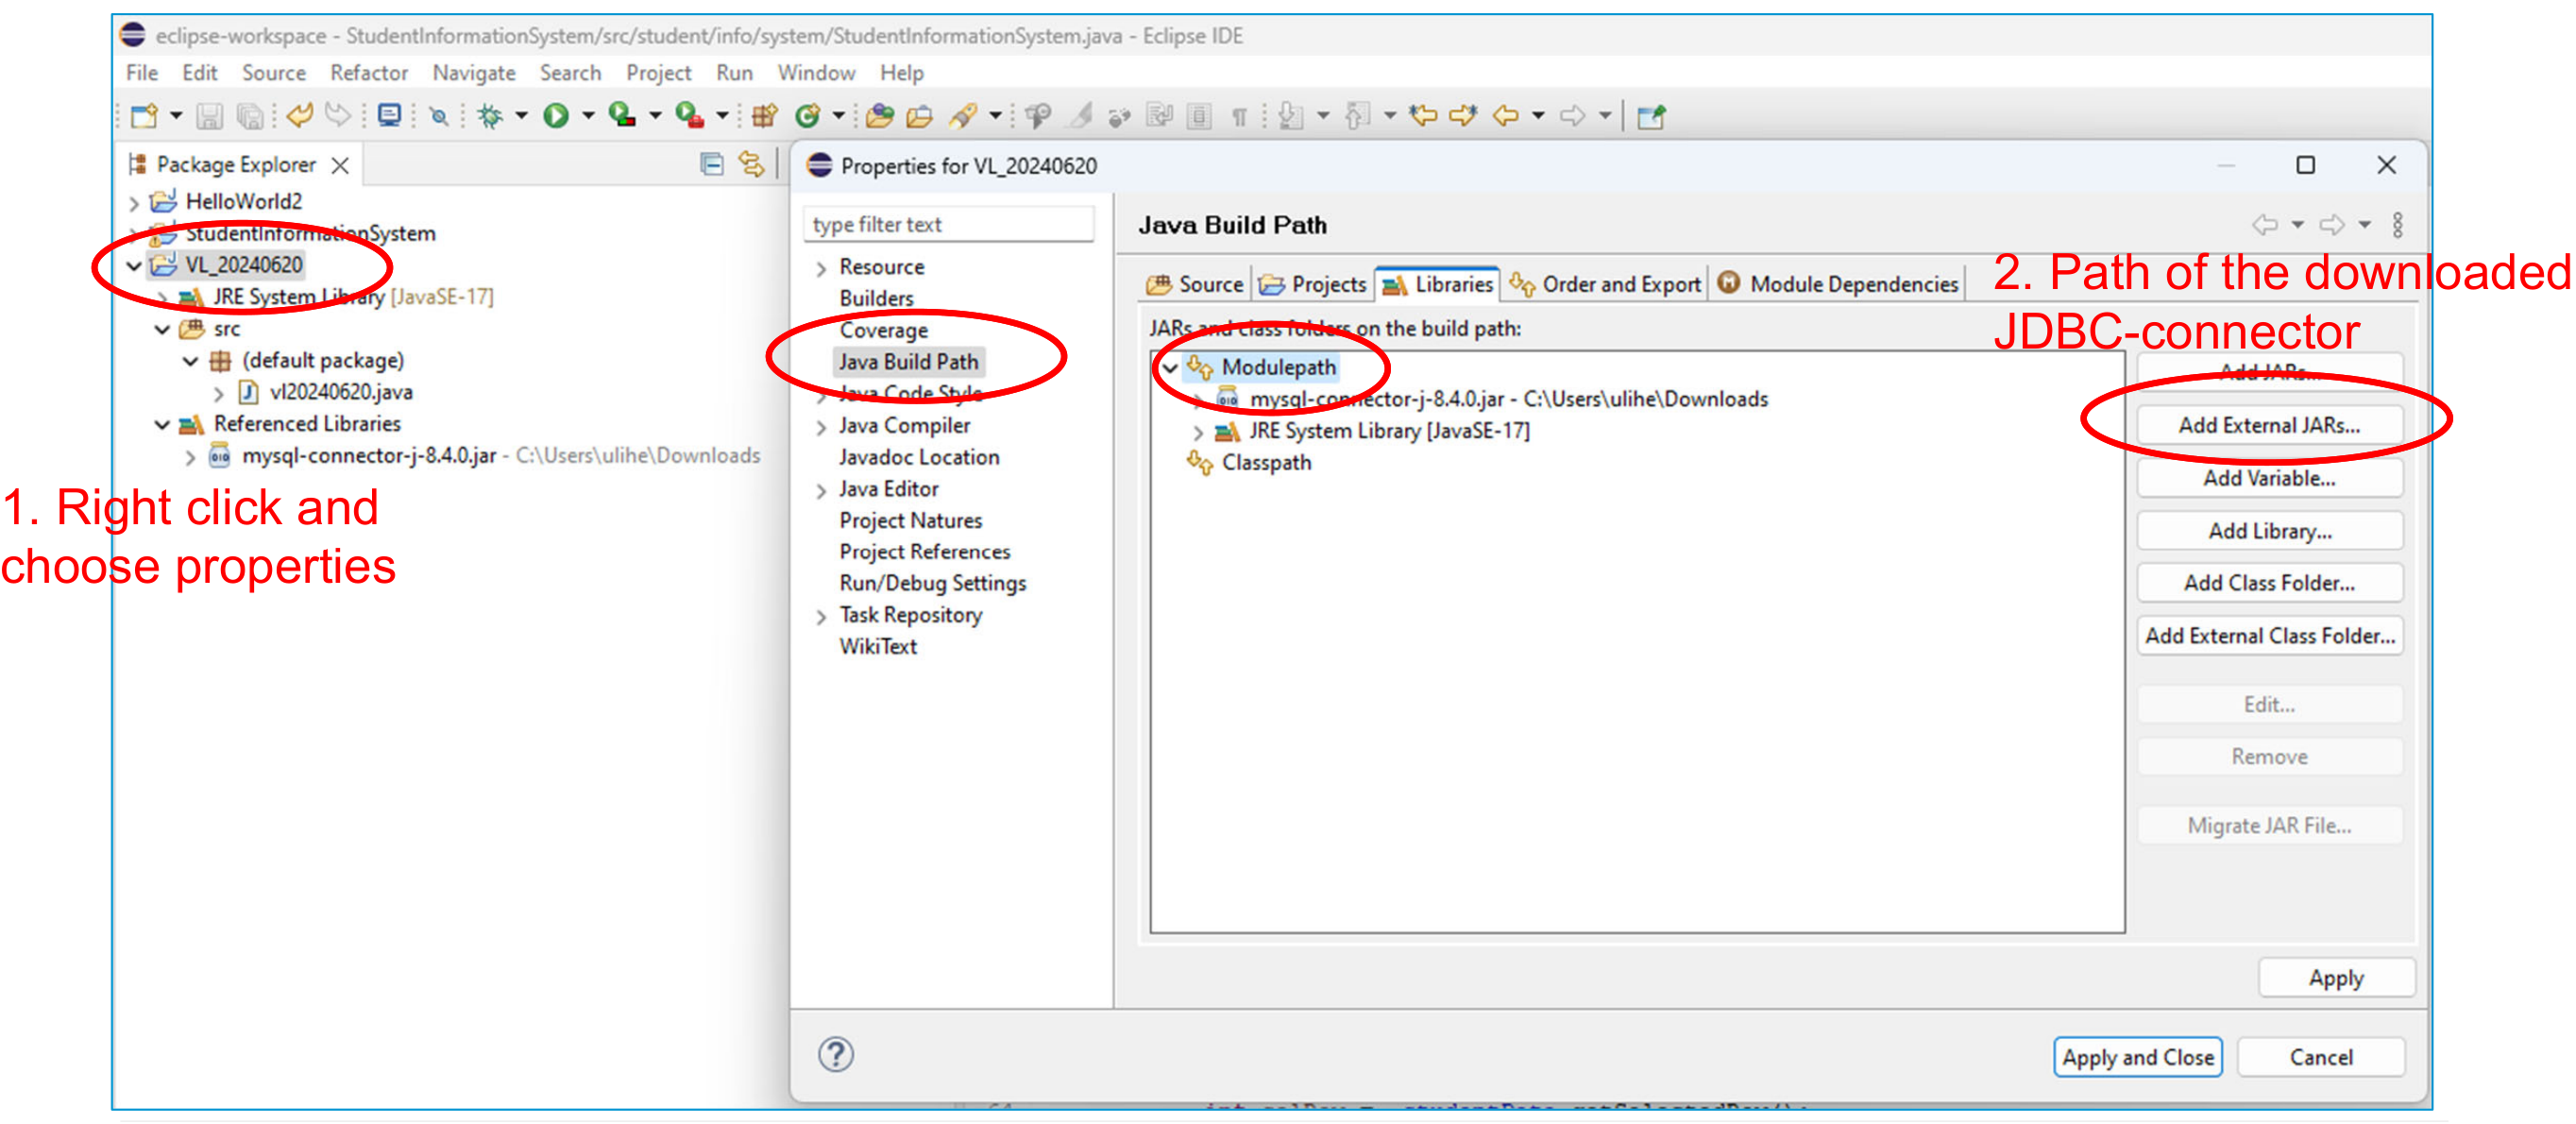 eclipse-workspace - StudentInformationSystem/src/student/info/system/StudentInformationSystem.java - Eclipse IDE
File Edit Source Refactor Navigate Search Project Run Window Help
Package Explorer
HelloWorld2
StudentInformationSystem
VL_20240620
JRE System Library [JavaSE-17]
src
(default package)
vl20240620.java
Referenced Libraries
mysql-connector-j-8.4.0.jar - C:\Users\ulihe\Downloads
1. Right click and
choose properties
Properties for VL_20240620
type filter text
Resource
Builders
Coverage
Java Build Path
Java Code Style
Java Compiler
Javadoc Location
Java Editor
Project Natures
Project References
Run/Debug Settings
Task Repository
WikiText
Java Build Path
Source Projects Libraries Order and Export Module Dependencies
2. Path of the downloaded
JDBC-connector
JARs and class folders on the build path:
Modulepath
mysql-connector-j-8.4.0.jar - C:\Users\ulihe\Downloads
JRE System Library [JavaSE-17]
Classpath
Add JARs...
Add External JARs...
Add Variable...
Add Library...
Add Class Folder...
Add External Class Folder...
Edit...
Remove
Migrate JAR File...
Apply
Apply and Close Cancel